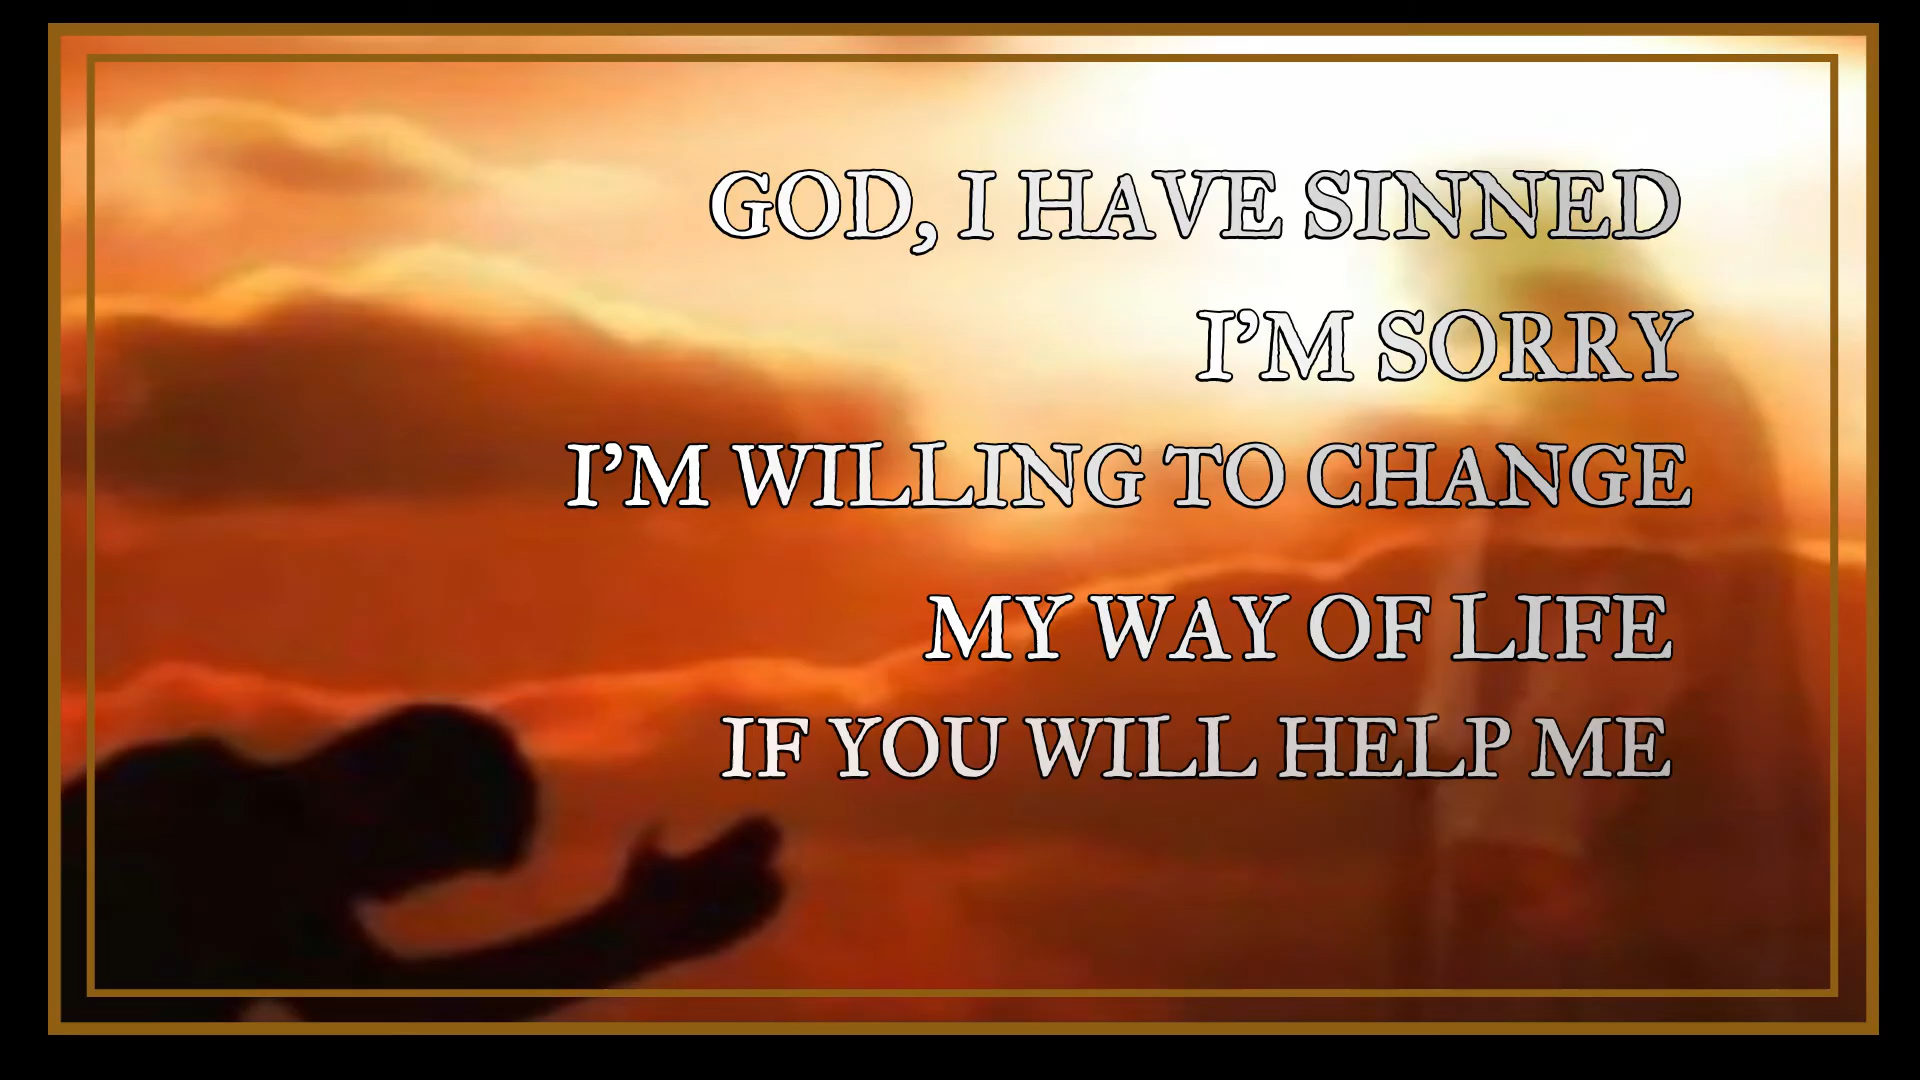 GOD, I HAVE SINNED
I’M SORRY
I’M WILLING TO CHANGE
MY WAY OF LIFE
IF YOU WILL HELP ME